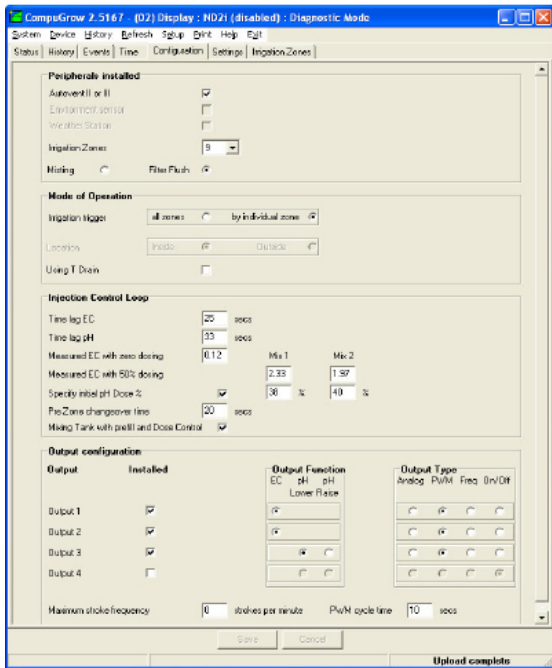 CompuGrow 2.5167 - (02) Display : ND2i (disabled) : Diagnostic Mode
System Device History Refresh Setup Print Help Exit
Status History Events Time Configuration Settings Irrigation Zones
Peripherals installed
Autovent II or III
Environment sensor
Weather Station
Irrigation Zones 9
Misting Filter Flush
Mode of Operation
Irrigation trigger all zones by individual zone
Location Inside Outside
Using T Drain
Injection Control Loop
Time lag EC 25 secs
Time lag pH 33 secs
Measured EC with zero dosing 0.12 Mix 1 Mix 2
Measured EC with 50% dosing 2.33 1.97
Specify initial pH Dose % 38 % 40 %
Pre-Zone changeover time 20 secs
Mixing Tank with prefill and Dose Control
Output configuration
Output Installed Output Function Output Type
EC pH pH Analog PWM Freq On/Off
Lower Raise
Output 1
Output 2
Output 3
Output 4
Maximum stroke frequency 0 strokes per minute PWM cycle time 10 secs
Save Cancel
Upload complete